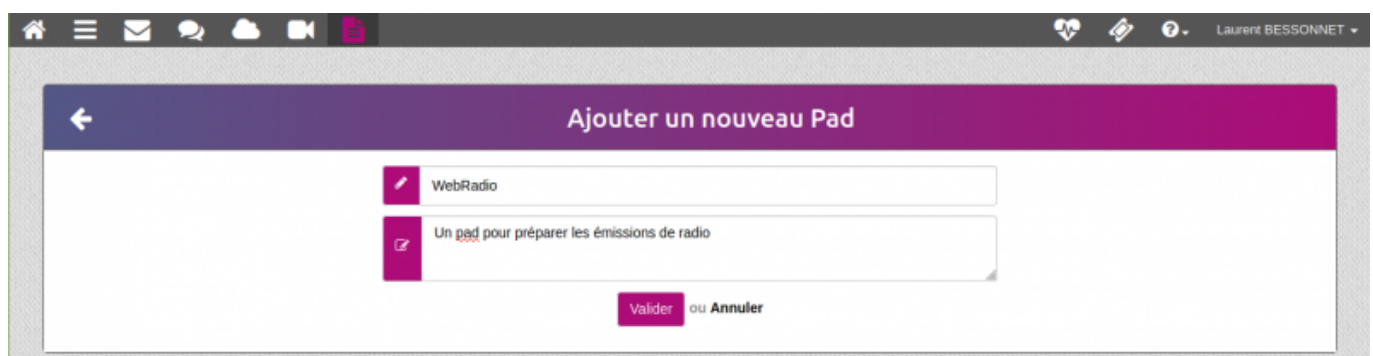 Laurent BESSONNET
Ajouter un nouveau Pad
WebRadio
Un pad pour préparer les émissions de radio
Valider ou Annuler